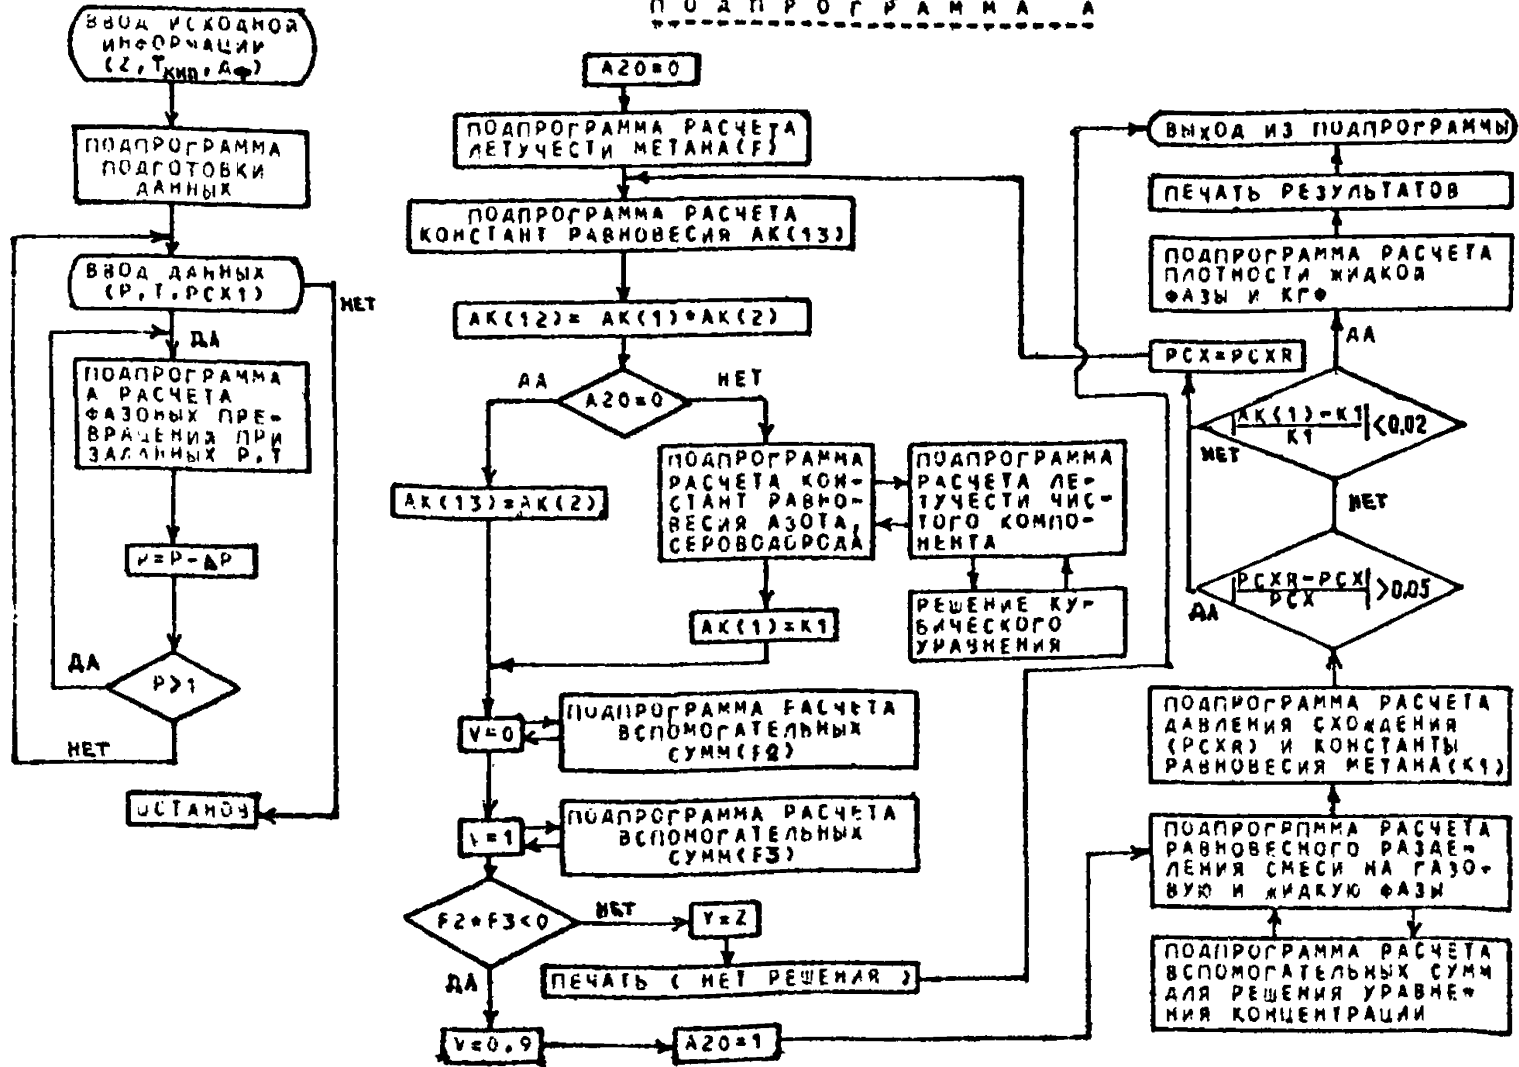 ПОДПРОГРАММА А
ВВОД ИСХОДНОЙ
ИНФОРМАЦИИ
(Z, Tкип, Дф)
ПОДПРОГРАММА
ПОДГОТОВКИ
ДАННЫХ
ВВОД ДАННЫХ
(P, T, PCX1)
НЕТ
ДА
ПОДПРОГРАММА
А РАСЧЕТА
ФАЗОВЫХ ПРЕ-
ВРАЩЕНИЯ ПРИ
ЗАДАННЫХ P, T
P=P-ΔP
ДА
P>1
НЕТ
ОСТАНОВ
A20=0
ПОДПРОГРАММА РАСЧЕТА
ЛЕТУЧЕСТИ МЕТАНА(F)
ПОДПРОГРАММА РАСЧЕТА
КОНСТАНТ РАВНОВЕСИЯ AK(13)
AK(12)= AK(1)*AK(2)
ДА
НЕТ
A20=0
AK(13)=AK(2)
ПОДПРОГРАММА
РАСЧЕТА КОН-
СТАНТ РАВНО-
ВЕСИЯ АЗОТА,
СЕРОВОДОРОДА
ПОДПРОГРАММА
РАСЧЕТА ЛЕ-
ТУЧЕСТИ ЧИС-
ТОГО КОМПО-
НЕНТА
AK(1)=K1
РЕШЕНИЕ КУ-
БИЧЕСКОГО
УРАВНЕНИЯ
V=0
ПОДПРОГРАММА РАСЧЕТА
ВСПОМОГАТЕЛЬНЫХ
СУММ(F2)
V=1
ПОДПРОГРАММА РАСЧЕТА
ВСПОМОГАТЕЛЬНЫХ
СУММ(F3)
F2*F3<0
НЕТ
Y=Z
ПЕЧАТЬ ( НЕТ РЕШЕНИЯ )
ДА
V=0,9
A20=1
ВЫХОД ИЗ ПОДПРОГРАММЫ
ПЕЧАТЬ РЕЗУЛЬТАТОВ
ПОДПРОГРАММА РАСЧЕТА
ПЛОТНОСТИ ЖИДКОЙ
ФАЗЫ И КГФ
ДА
PCX=PCXR
|AK(1)-K1
K1| <0,02
НЕТ
НЕТ
|PCXR-PCX
PCX| >0,05
ДА
ПОДПРОГРАММА РАСЧЕТА
ДАВЛЕНИЯ СХОЖДЕНИЯ
(PCXR) И КОНСТАНТЫ
РАВНОВЕСИЯ МЕТАНА(K1)
ПОДПРОГРПММА РАСЧЕТА
РАВНОВЕСНОГО РАЗДЕ-
ЛЕНИЯ СМЕСИ НА ГАЗО-
ВУЮ И ЖИДКУЮ ФАЗЫ
ПОДПРОГРАММА РАСЧЕТА
ВСПОМОГАТЕЛЬНЫХ СУММ
ДЛЯ РЕШЕНИЯ УРАВНЕ-
НИЯ КОНЦЕНТРАЦИИ